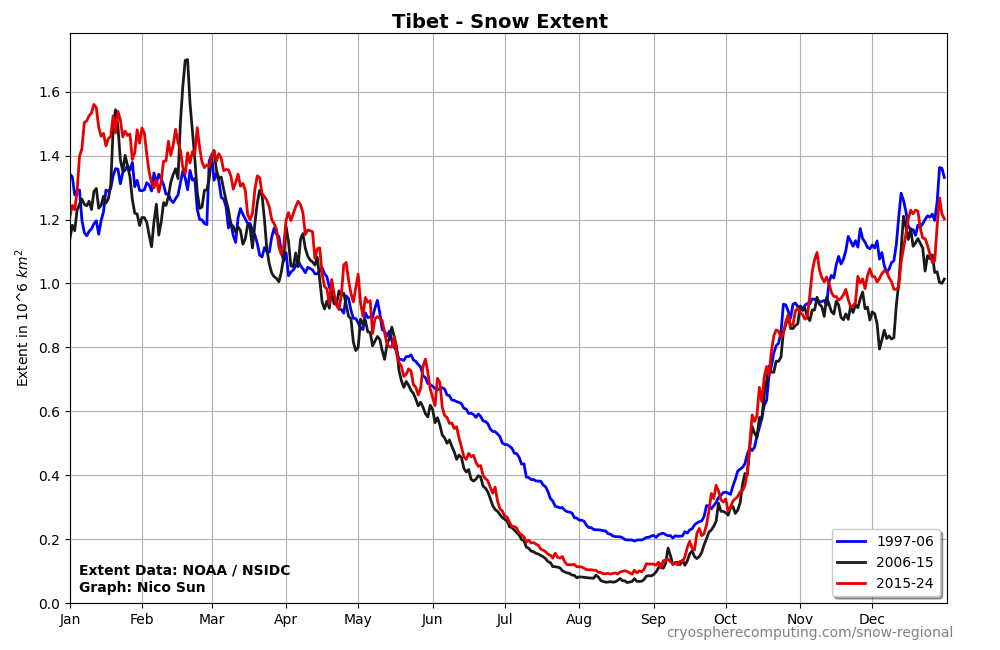 Tibet - Snow Extent
Extent in 10^6 km²
1.6
1.4
1.2
1.0
0.8
0.6
0.4
0.2
0.0
Extent Data: NOAA / NSIDC
Graph: Nico Sun
1997-06
2006-15
2015-24
Jan Feb Mar Apr May Jun Jul Aug Sep Oct Nov Dec
cryospherecomputing.com/snow-regional